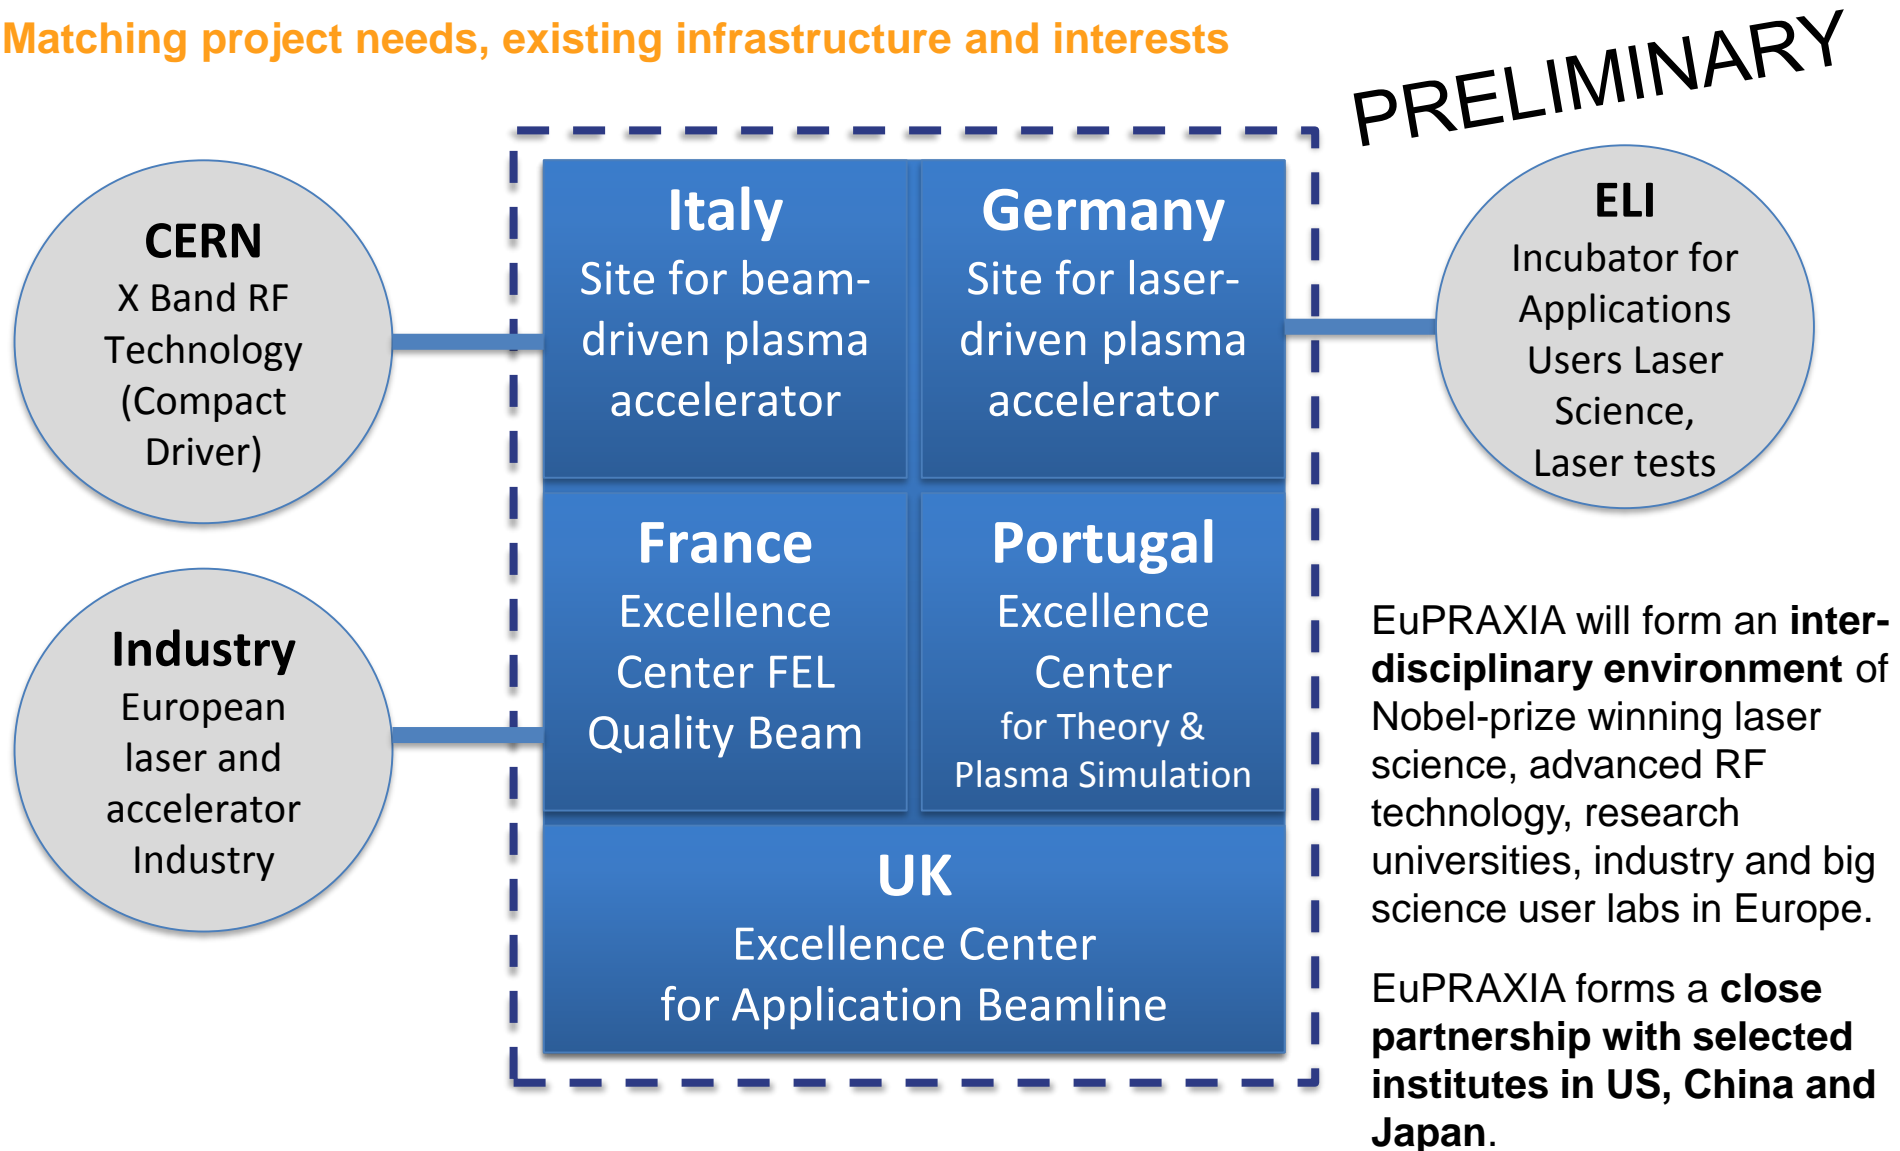 Matching project needs, existing infrastructure and interests
PRELIMINARY
CERN
X Band RF
Technology
(Compact
Driver)
Industry
European
laser and
accelerator
Industry
Italy
Site for beam-
driven plasma
accelerator
Germany
Site for laser-
driven plasma
accelerator
France
Excellence
Center FEL
Quality Beam
Portugal
Excellence
Center
for Theory &
Plasma Simulation
UK
Excellence Center
for Application Beamline
ELI
Incubator for
Applications
Users Laser
Science,
Laser tests
EuPRAXIA will form an inter-
disciplinary environment of
Nobel-prize winning laser
science, advanced RF
technology, research
universities, industry and big
science user labs in Europe.
EuPRAXIA forms a close
partnership with selected
institutes in US, China and
Japan.